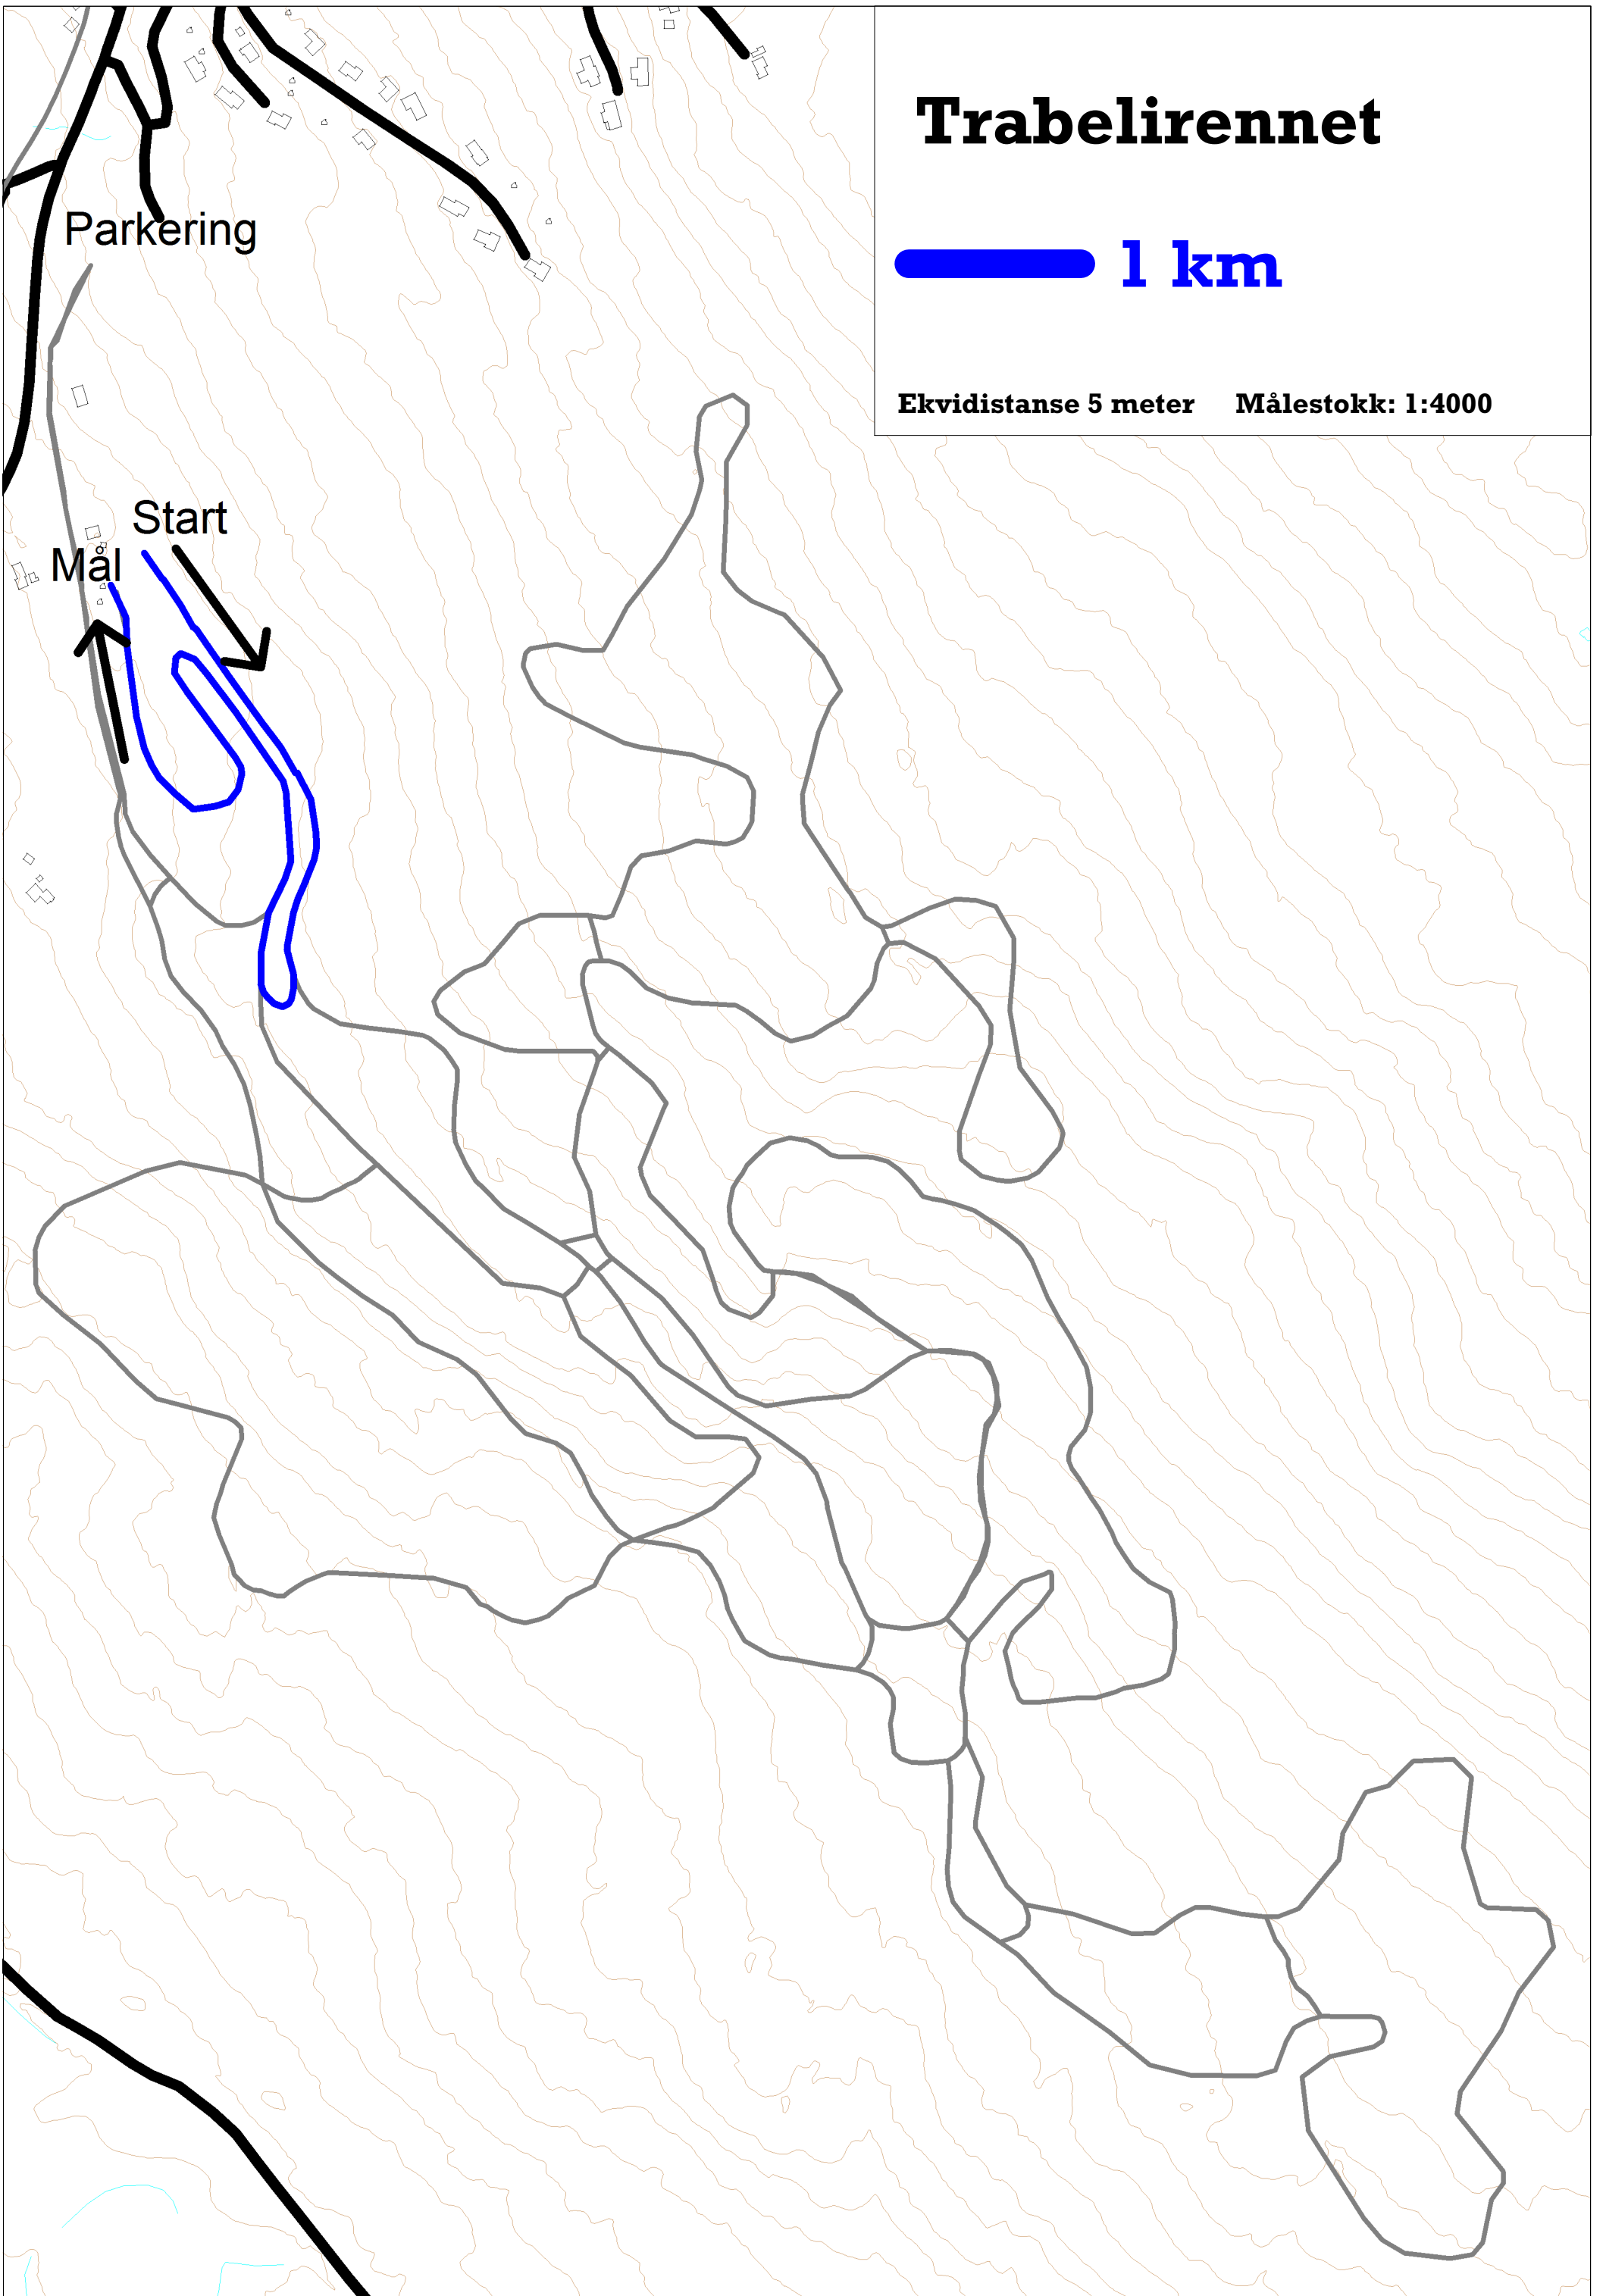 Trabelirennet
1 km
Ekvidistanse 5 meter Målestokk: 1:4000
Parkering
Start
Mål